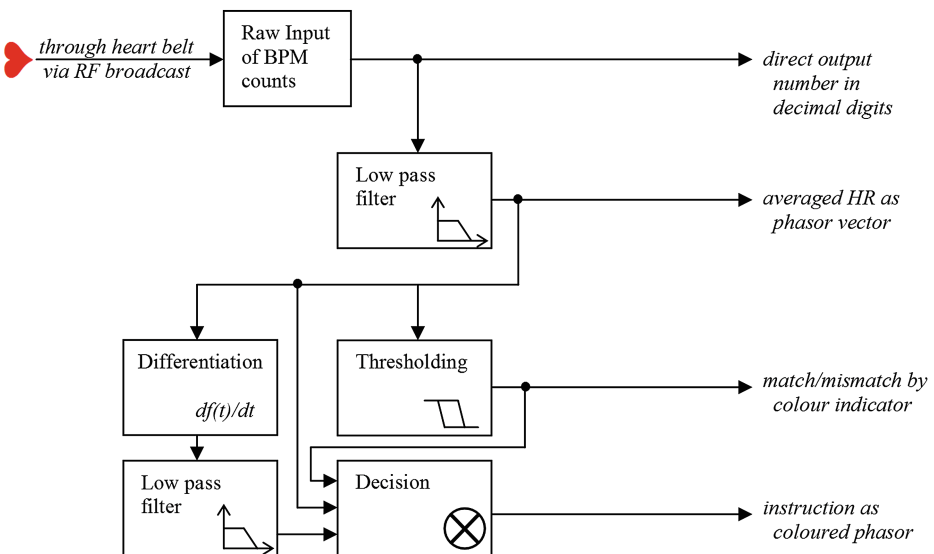 through heart belt
via RF broadcast
Raw Input
of BPM
counts
direct output
number in
decimal digits
Low pass
filter
averaged HR as
phasor vector
Differentiation
df(t)/dt
Thresholding
match/mismatch by
colour indicator
Low pass
filter
Decision
instruction as
coloured phasor